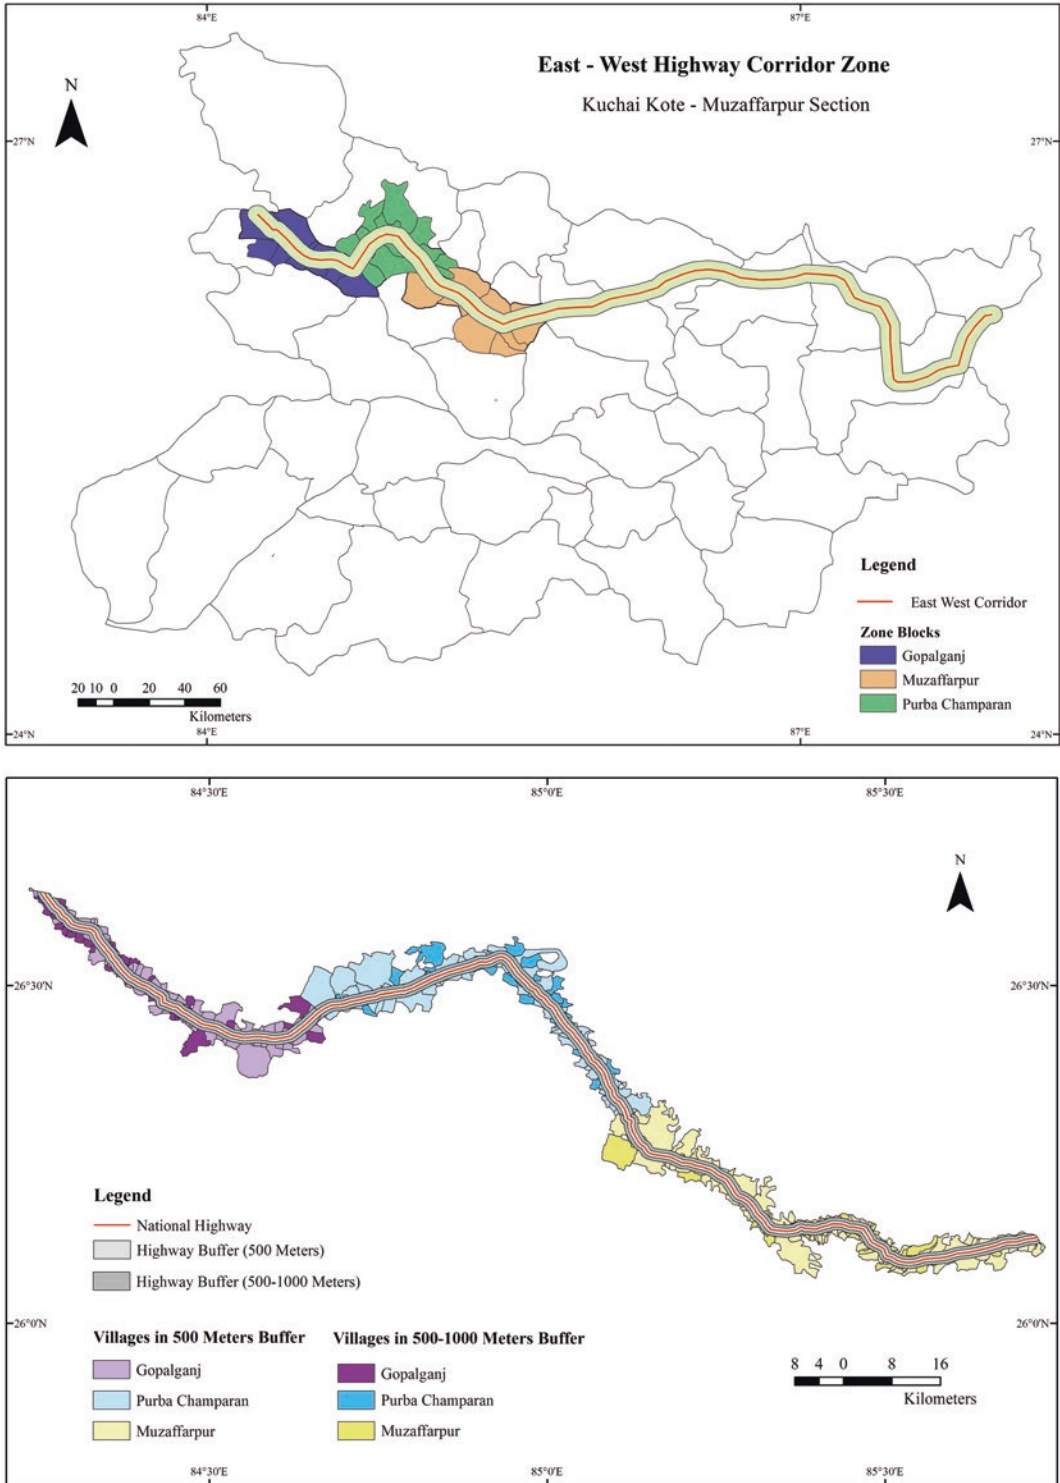 84°E
87°E
East - West Highway Corridor Zone
Kuchai Kote - Muzaffarpur Section
N
27°N
27°N
Legend
East West Corridor
Zone Blocks
Gopalganj
Muzaffarpur
Purba Champaran
20 10 0 20 40 60
Kilometers
24°N
84°E
87°E
24°N
84°30'E
85°0'E
85°30'E
N
26°30'N
26°30'N
Legend
National Highway
Highway Buffer (500 Meters)
Highway Buffer (500-1000 Meters)
26°0'N
26°0'N
Villages in 500 Meters Buffer
Gopalganj
Purba Champaran
Muzaffarpur
Villages in 500-1000 Meters Buffer
Gopalganj
Purba Champaran
Muzaffarpur
8 4 0 8 16
Kilometers
84°30'E
85°0'E
85°30'E